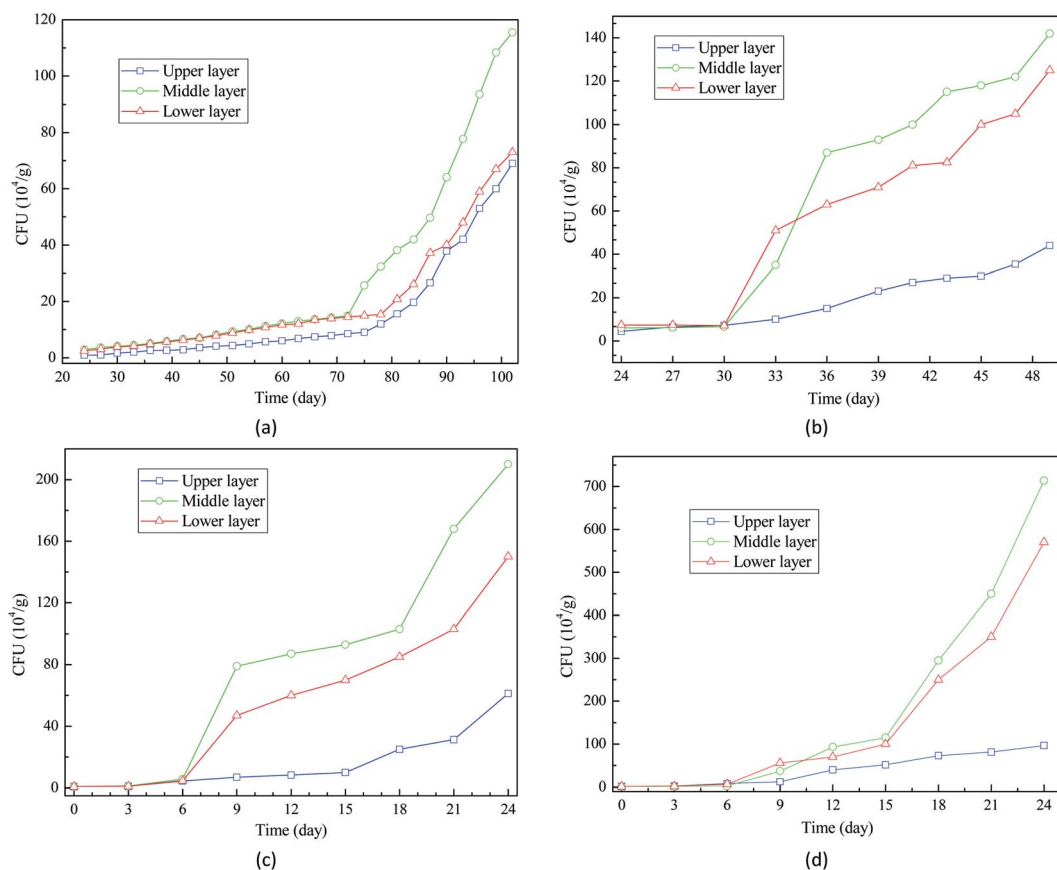 120
100
80
60
40
20
0
CFU (10⁴/g)
Upper layer
Middle layer
Lower layer
20 30 40 50 60 70 80 90 100
Time (day)
(a)
140
120
100
80
60
40
20
0
CFU (10⁴/g)
Upper layer
Middle layer
Lower layer
24 27 30 33 36 39 42 45 48
Time (day)
(b)
200
160
120
80
40
0
CFU (10⁴/g)
Upper layer
Middle layer
Lower layer
0 3 6 9 12 15 18 21 24
Time (day)
(c)
700
600
500
400
300
200
100
0
CFU (10⁴/g)
Upper layer
Middle layer
Lower layer
0 3 6 9 12 15 18 21 24
Time (day)
(d)